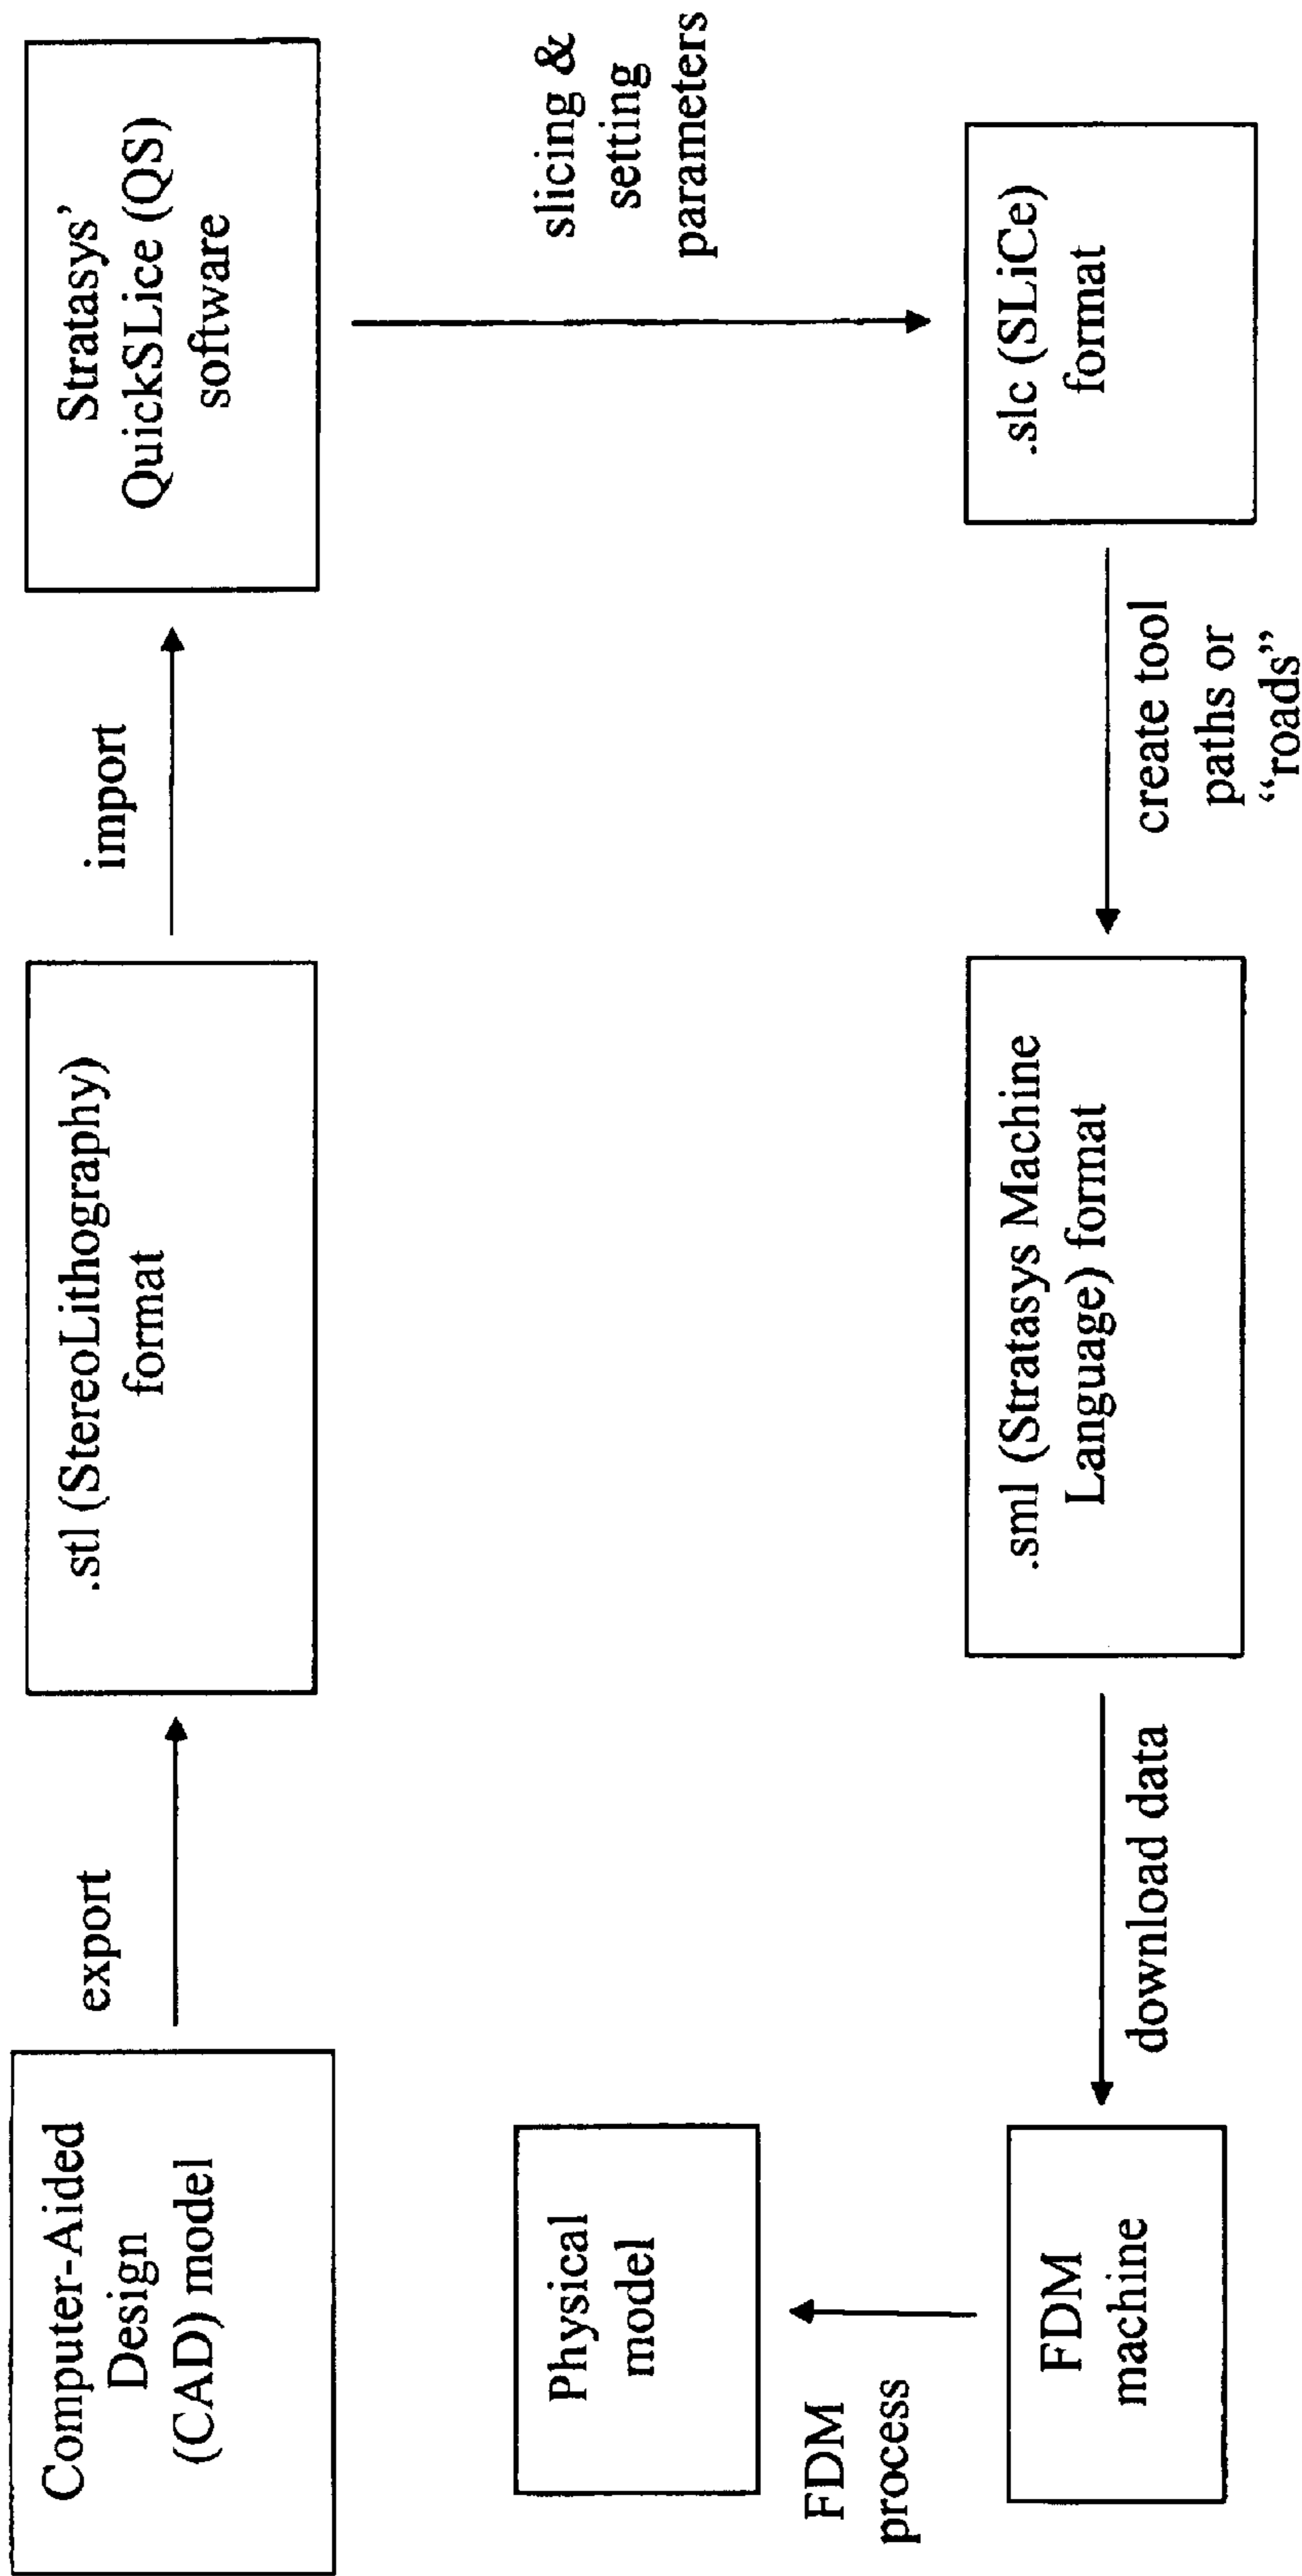 Computer-Aided
Design
(CAD) model
export
.stl (StereoLithography)
format
import
Stratasys’
QuickSLice (QS)
software
slicing &
setting
parameters
.slc (SLiCe)
format
create tool
paths or
“roads”
.sml (Stratasys Machine
Language) format
download data
FDM
machine
FDM
process
Physical
model